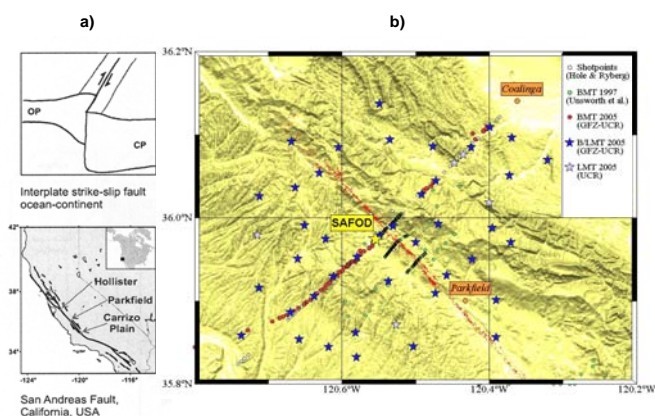 a)
b)
OP
CP
Interplate strike-slip fault
ocean-continent
42°
38°
34°
Hollister
Parkfield
Carrizo
Plain
-124°
-120°
-116°
San Andreas Fault,
California, USA
36.2°
36.0°
35.8°
120.6°
120.4°
120.2°
Coalinga
SAFOD
Parkfield
Shotpoints
(Hole & Ryberg)
BMT 1997
(Unsworth et al.)
BMT 2005
(GFZ-UCR)
B/LMT 2005
(GFZ-UCR)
LMT 2005
(UCR)